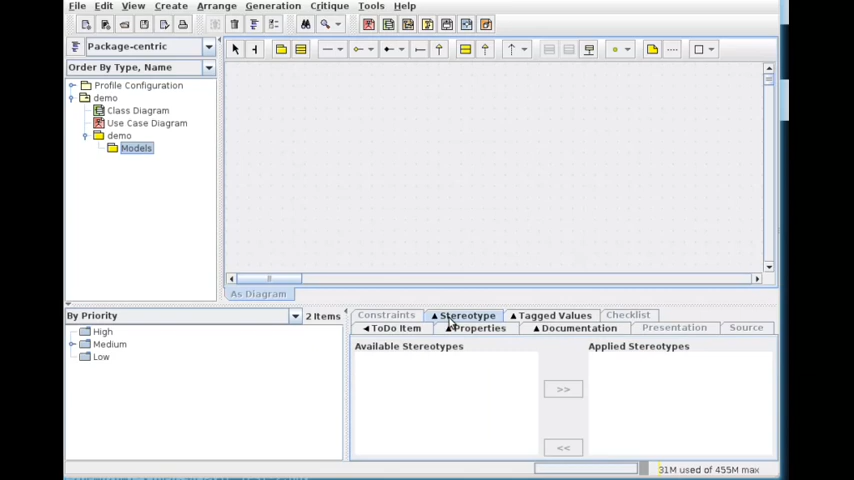 File Edit View Create Arrange Generation Critique Tools Help
Package-centric
Order By Type, Name
Profile Configuration
demo
Class Diagram
Use Case Diagram
demo
Models
As Diagram
By Priority 2 Items
High
Medium
Low
Constraints Stereotype Tagged Values Checklist
ToDo Item Properties Documentation Presentation Source
Available Stereotypes Applied Stereotypes
>>
<<
31M used of 455M max